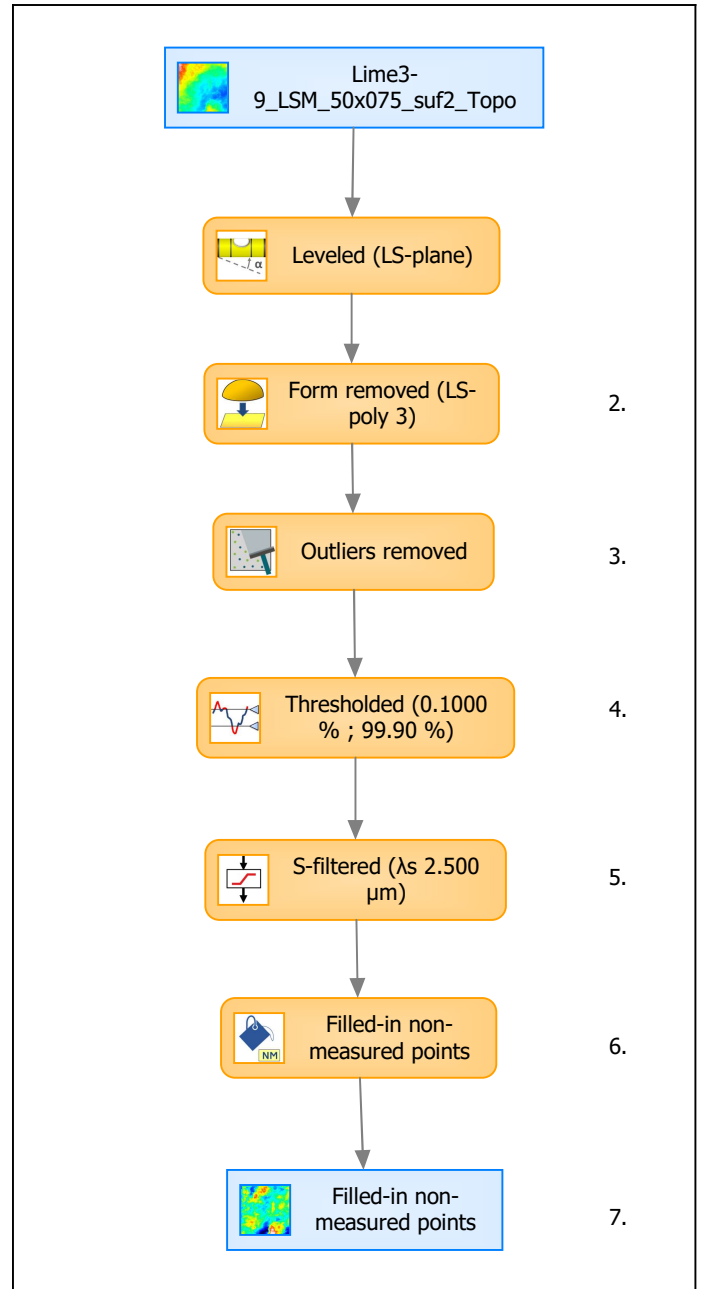 Lime3-
9_LSM_50x075_suf2_Topo
α
Leveled (LS-plane)
Form removed (LS-
poly 3)
2.
Outliers removed
3.
Thresholded (0.1000
% ; 99.90 %)
4.
S-filtered (λs 2.500
µm)
5.
NM
Filled-in non-
measured points
6.
Filled-in non-
measured points
7.